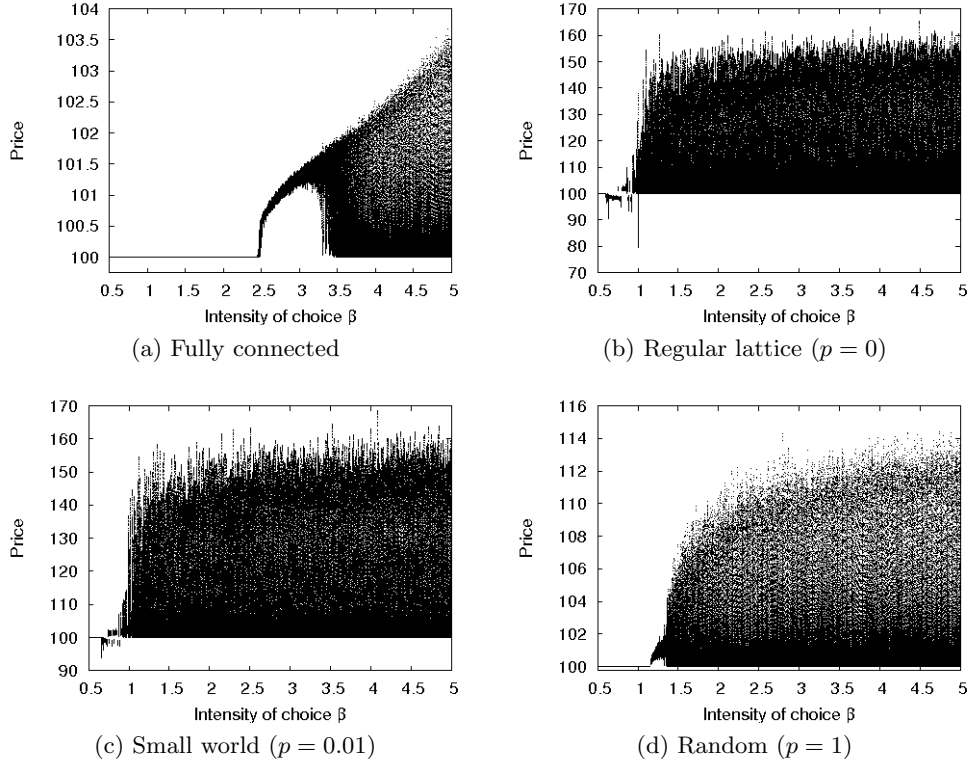 104
103.5
103
102.5
102
101.5
101
100.5
100
Price
0.5 1 1.5 2 2.5 3 3.5 4 4.5 5
Intensity of choice β
(a) Fully connected
170
160
150
140
130
120
110
100
90
80
70
Price
0.5 1 1.5 2 2.5 3 3.5 4 4.5 5
Intensity of choice β
(b) Regular lattice (p = 0)
170
160
150
140
130
120
110
100
90
Price
0.5 1 1.5 2 2.5 3 3.5 4 4.5 5
Intensity of choice β
(c) Small world (p = 0.01)
116
114
112
110
108
106
104
102
100
Price
0.5 1 1.5 2 2.5 3 3.5 4 4.5 5
Intensity of choice β
(d) Random (p = 1)